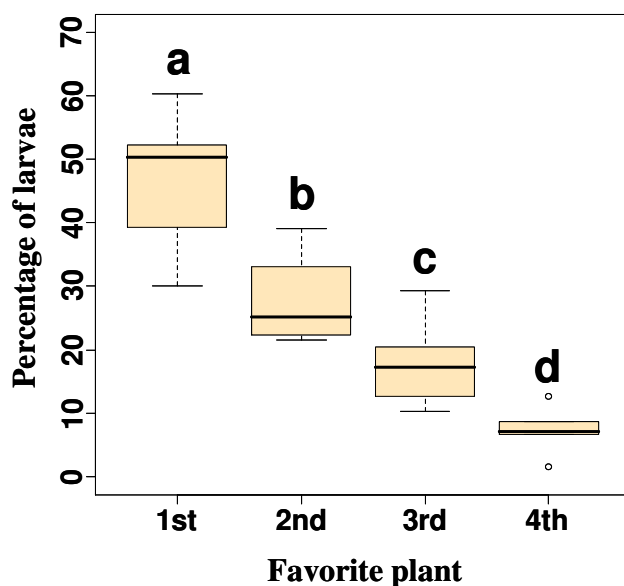 Percentage of larvae
70
60
50
40
30
20
10
0
a
b
c
d
1st 2nd 3rd 4th
Favorite plant